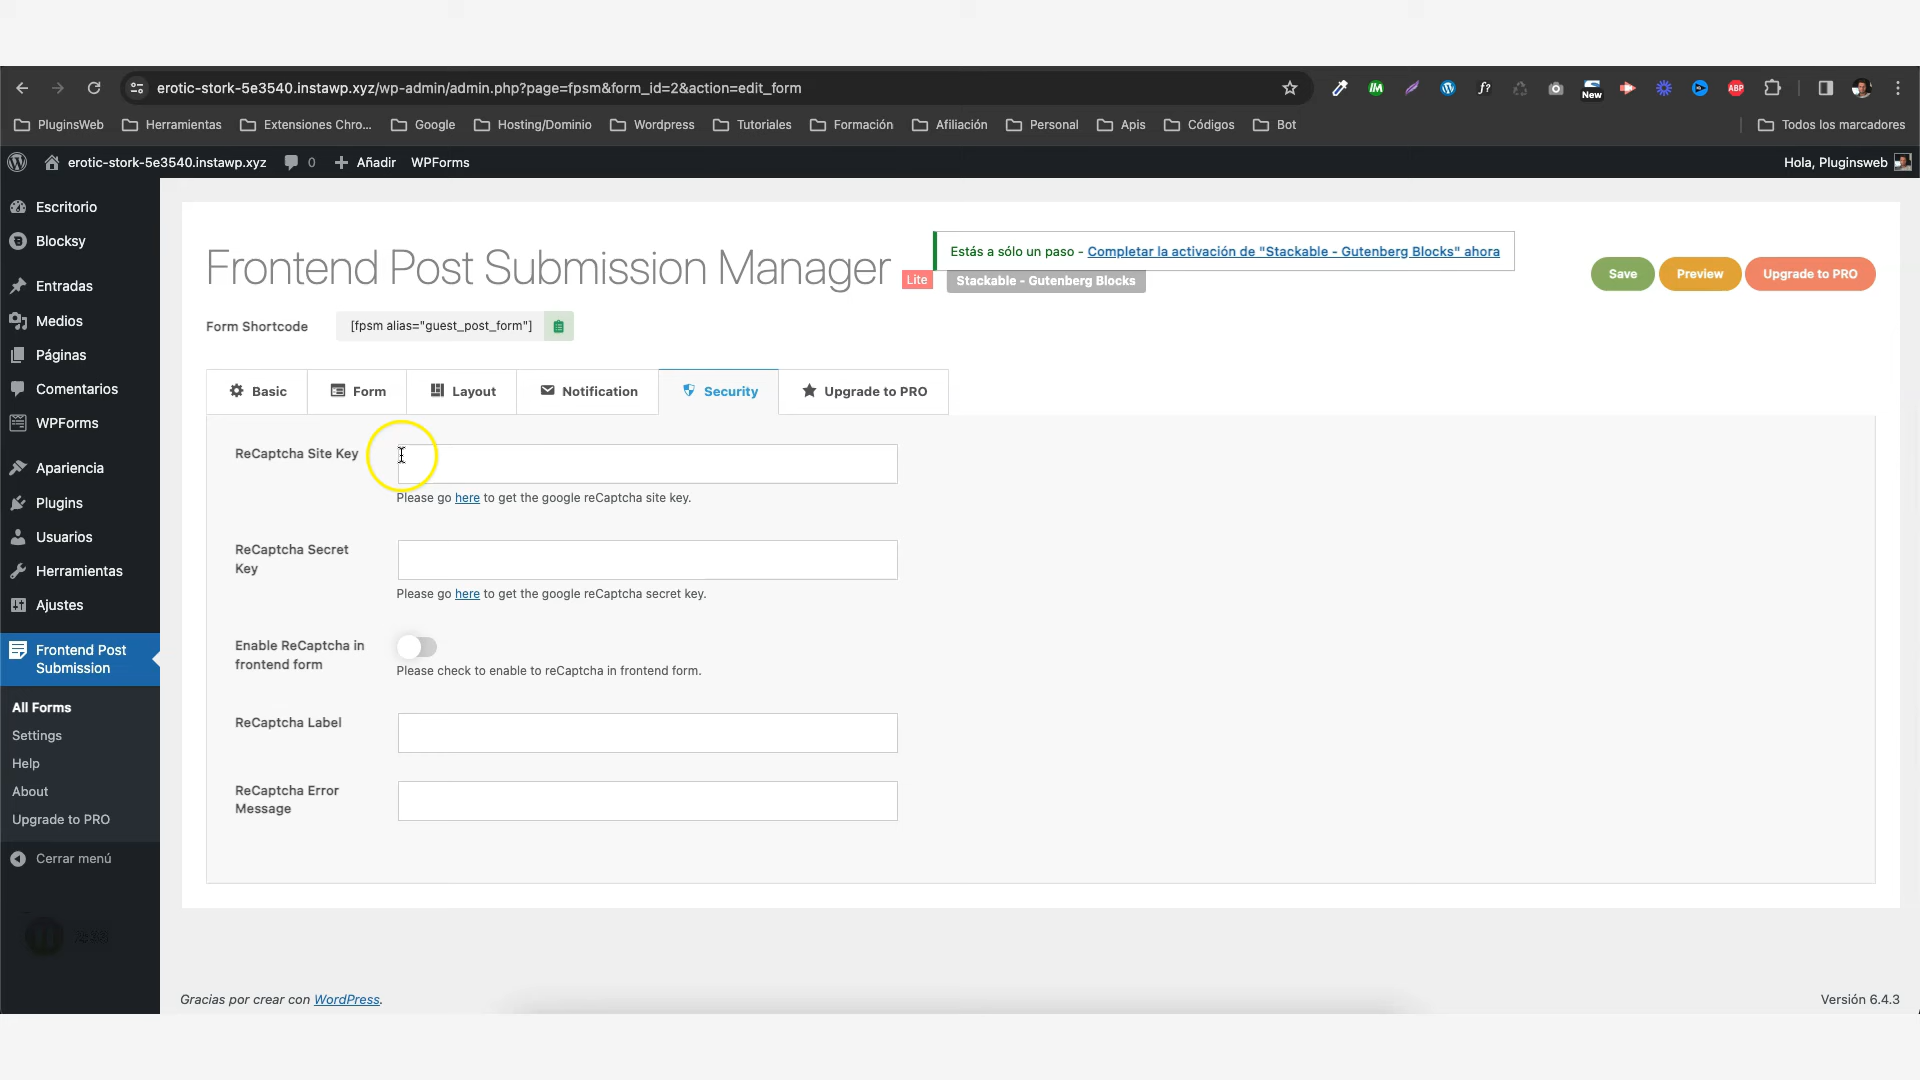 erotic-stork-5e3540.instawp.xyz/wp-admin/admin.php?page=fpsm&form_id=2&action=edit_form
f? New ABP
PluginsWeb Herramientas Extensiones Chro... Google Hosting/Dominio Wordpress Tutoriales Formación Afiliación Personal Apis Códigos Bot Todos los marcadores
erotic-stork-5e3540.instawp.xyz 0 Añadir WPForms Hola, Pluginsweb
Escritorio
Blocksy
Entradas
Medios
Páginas
Comentarios
WPForms
Apariencia
Plugins
Usuarios
Herramientas
Ajustes
Frontend Post
Submission
All Forms
Settings
Help
About
Upgrade to PRO
Cerrar menú
Frontend Post Submission Manager Lite
Estás a sólo un paso - Completar la activación de "Stackable - Gutenberg Blocks" ahora
Stackable - Gutenberg Blocks
Save Preview Upgrade to PRO
Form Shortcode [fpsm alias="guest_post_form"]
Basic Form Layout Notification Security Upgrade to PRO
ReCaptcha Site Key
Please go here to get the google reCaptcha site key.
ReCaptcha Secret
Key
Please go here to get the google reCaptcha secret key.
Enable ReCaptcha in
frontend form
Please check to enable to reCaptcha in frontend form.
ReCaptcha Label
ReCaptcha Error
Message
Gracias por crear con WordPress.
Versión 6.4.3